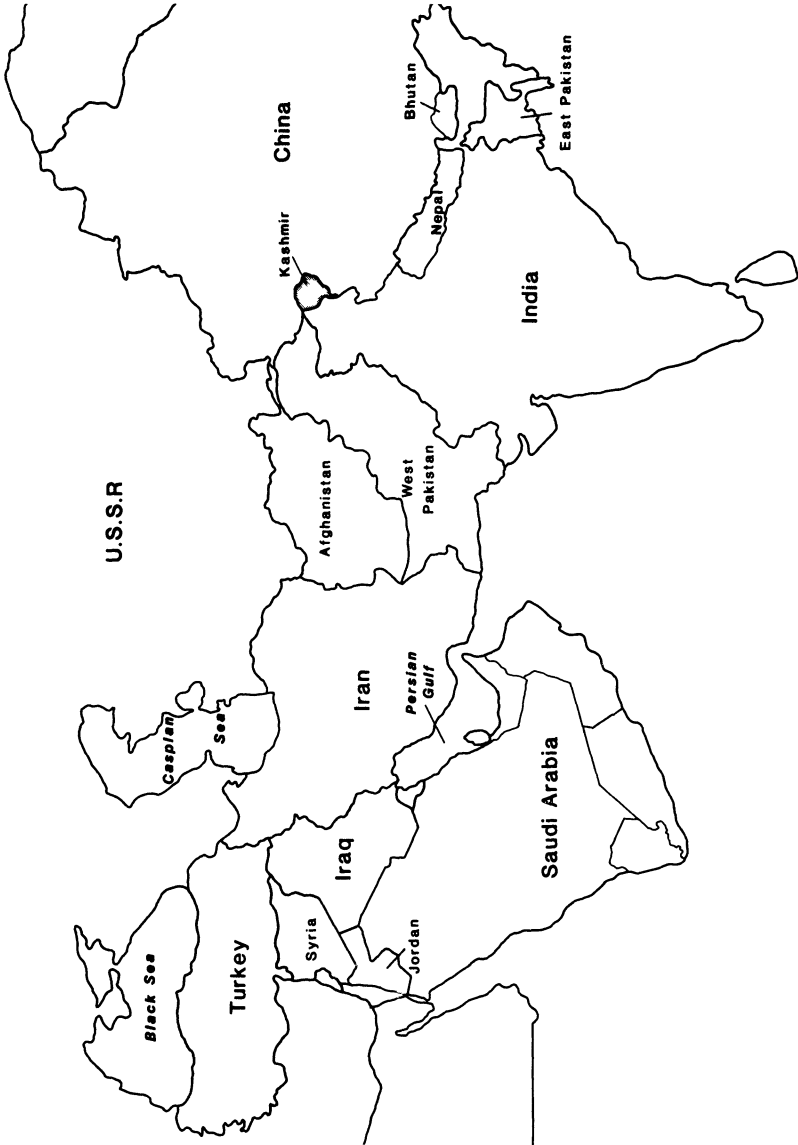 U.S.S.R
Black Sea
Caspian
Sea
Turkey
China
Kashmir
Syria
Afghanistan
Iraq
Iran
Persian
Gulf
West
Pakistan
Bhutan
Jordan
Nepal
India
Saudi Arabia
East Pakistan